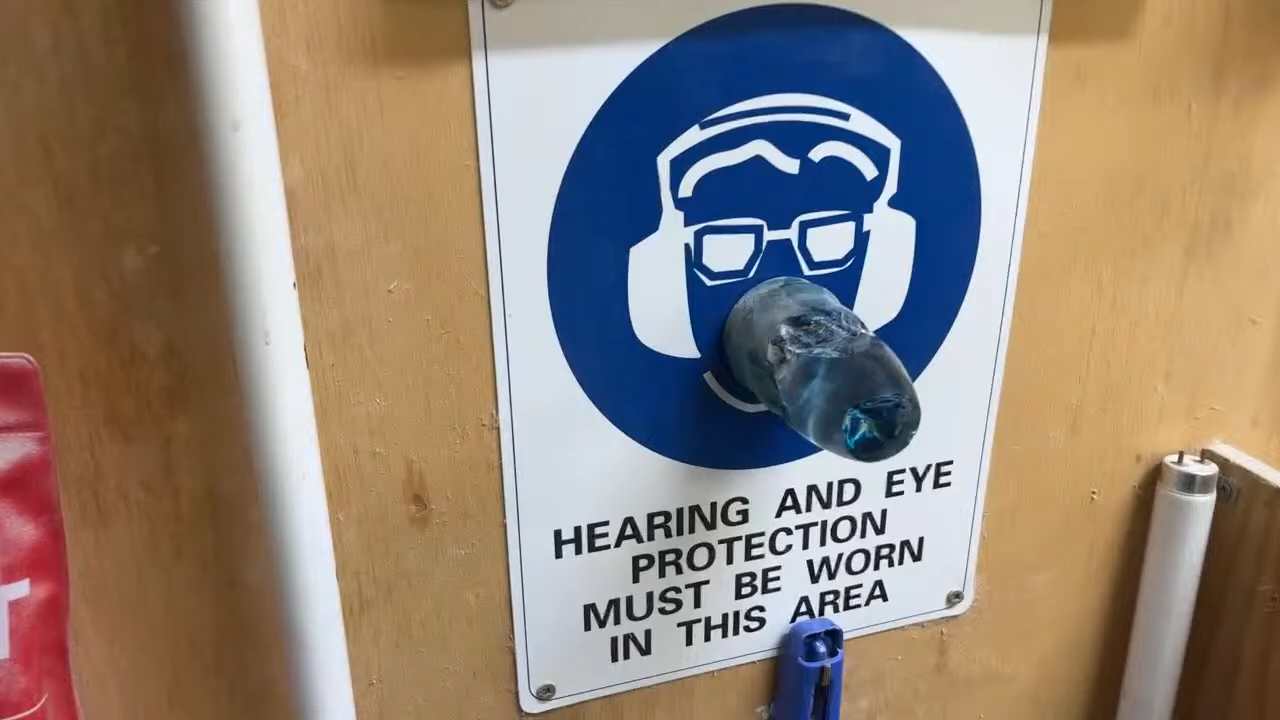 HEARING AND EYE
PROTECTION
MUST BE WORN
IN THIS AREA